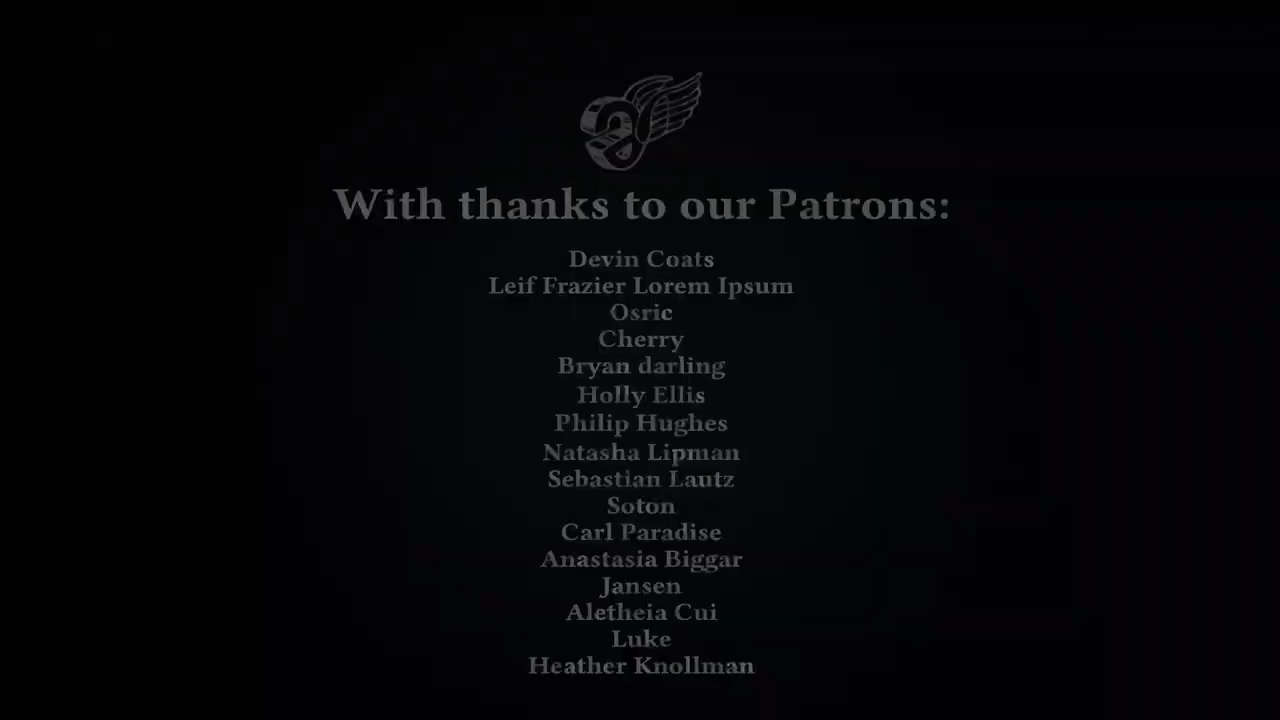 With thanks to our Patrons:
Devin Coats
Leif Frazier Lorem Ipsum
Osric
Cherry
Bryan darling
Holly Ellis
Philip Hughes
Natasha Lipman
Sebastian Lautz
Soton
Carl Paradise
Anastasia Biggar
Jansen
Aletheia Cui
Luke
Heather Knollman